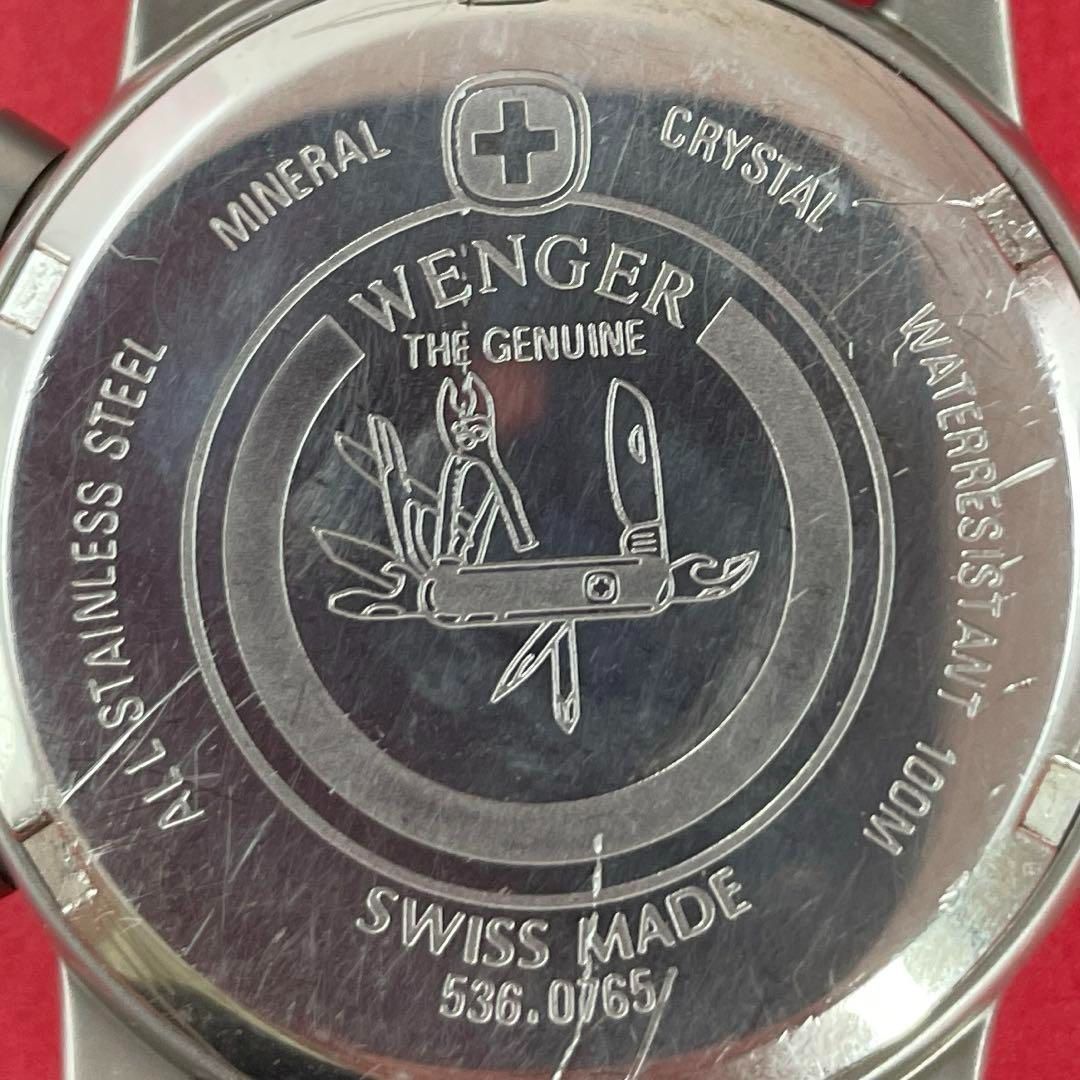 MINERAL CRYSTAL
WENGER
THE GENUINE
ALL STAINLESS STEEL
WATERRESISTANT 100M
SWISS MADE
536.0765/